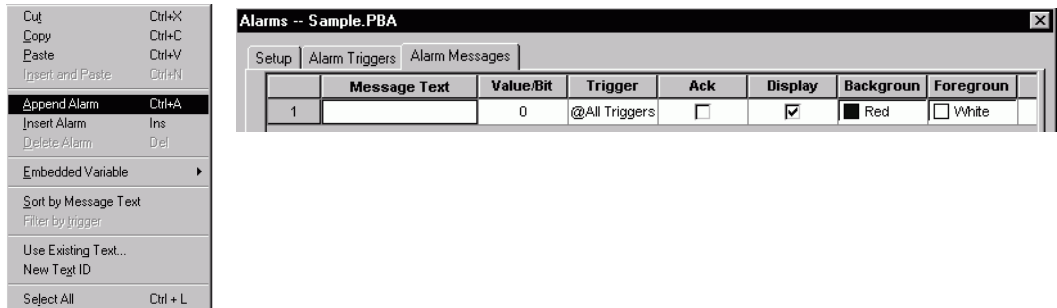 Cut Ctrl+X
Copy Ctrl+C
Paste Ctrl+V
Insert and Paste Ctrl+N
Append Alarm Ctrl+A
Insert Alarm Ins
Delete Alarm Del
Embedded Variable
Sort by Message Text
Filter by trigger
Use Existing Text...
New Text ID
Select All Ctrl + L
Alarms -- Sample.PBA
Setup Alarm Triggers Alarm Messages
Message Text Value/Bit Trigger Ack Display Backgroun Foregroun
1 0 @All Triggers Red White